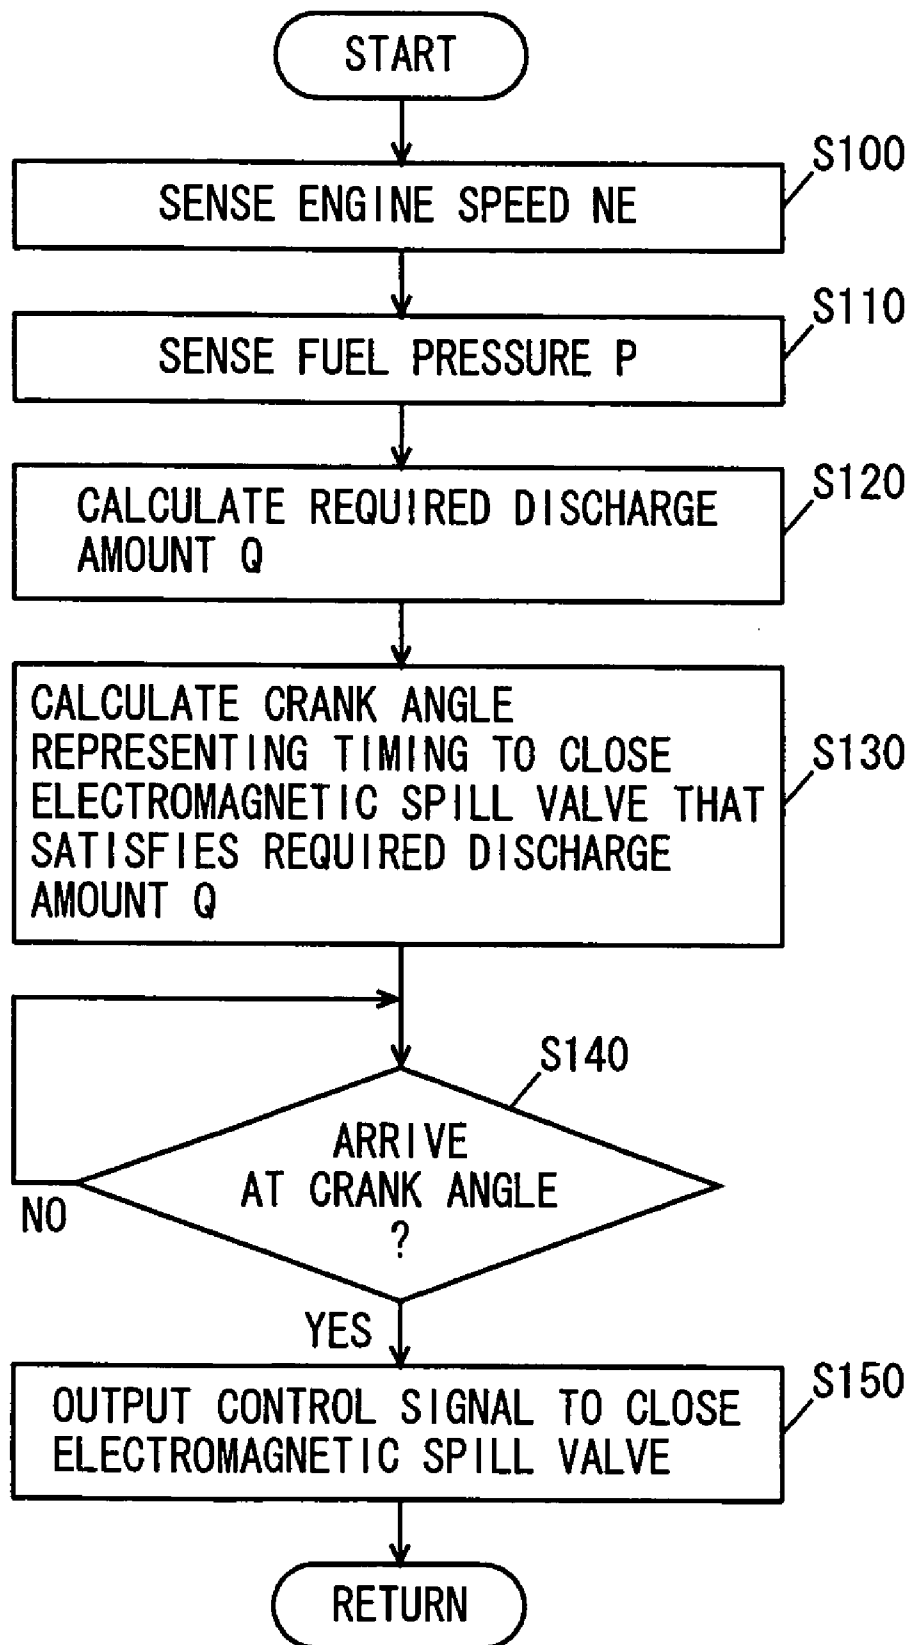 START
S100
SENSE ENGINE SPEED NE
S110
SENSE FUEL PRESSURE P
S120
CALCULATE REQUIRED DISCHARGE
AMOUNT Q
S130
CALCULATE CRANK ANGLE
REPRESENTING TIMING TO CLOSE
ELECTROMAGNETIC SPILL VALVE THAT
SATISFIES REQUIRED DISCHARGE
AMOUNT Q
S140
ARRIVE
AT CRANK ANGLE
?
NO
YES
S150
OUTPUT CONTROL SIGNAL TO CLOSE
ELECTROMAGNETIC SPILL VALVE
RETURN